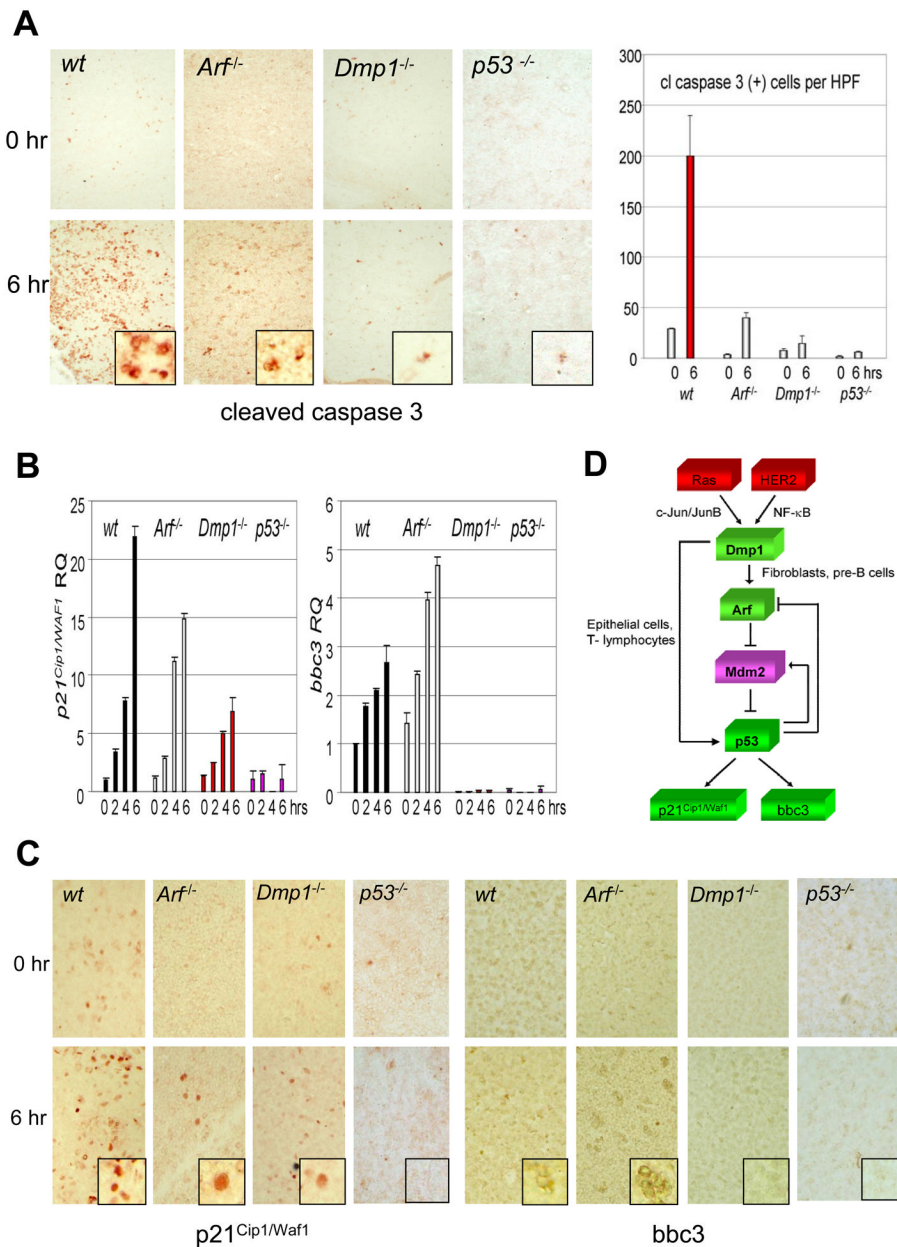 A
wt Arf-/- Dmp1-/- p53 -/-
0 hr
6 hr
cleaved caspase 3
cl caspase 3 (+) cells per HPF
300
250
200
150
100
50
0
0 6 0 6 0 6 0 6 hrs
wt Arf-/- Dmp1-/- p53-/-
B
p21Cip1/WAF1 RQ
25
20
15
10
5
0
wt Arf-/- Dmp1-/- p53-/-
0 2 4 6 0 2 4 6 0 2 4 6 0 2 4 6 hrs
bbc3 RQ
6
5
4
3
2
1
0
wt Arf-/- Dmp1-/- p53-/-
0 2 4 6 0 2 4 6 0 2 4 6 0 2 4 6 hrs
D
Ras HER2
c-Jun/JunB NF-κB
Dmp1
Fibroblasts, pre-B cells
Arf
Epithelial cells,
T- lymphocytes
Mdm2
p53
p21Cip1/Waf1 bbc3
C
wt Arf-/- Dmp1-/- p53-/- wt Arf-/- Dmp1-/- p53-/-
0 hr
6 hr
p21Cip1/Waf1 bbc3